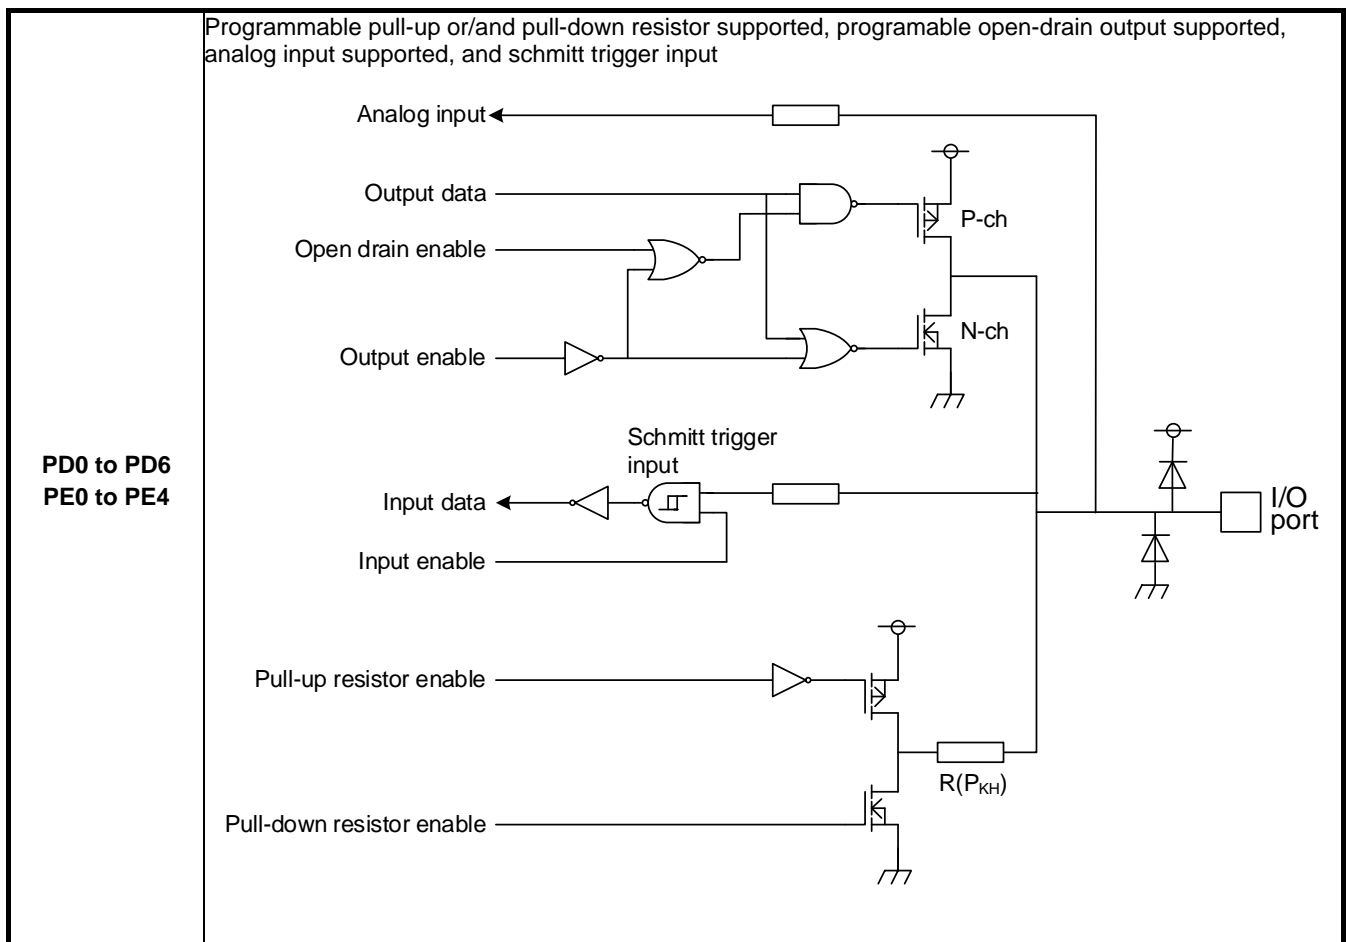 Programmable pull-up or/and pull-down resistor supported, programable open-drain output supported,
analog input supported, and schmitt trigger input
Analog input
Output data
P-ch
Open drain enable
N-ch
Output enable
Schmitt trigger
input
PD0 to PD6
PE0 to PE4
Input data
I/O
port
Input enable
Pull-up resistor enable
R(PKH)
Pull-down resistor enable